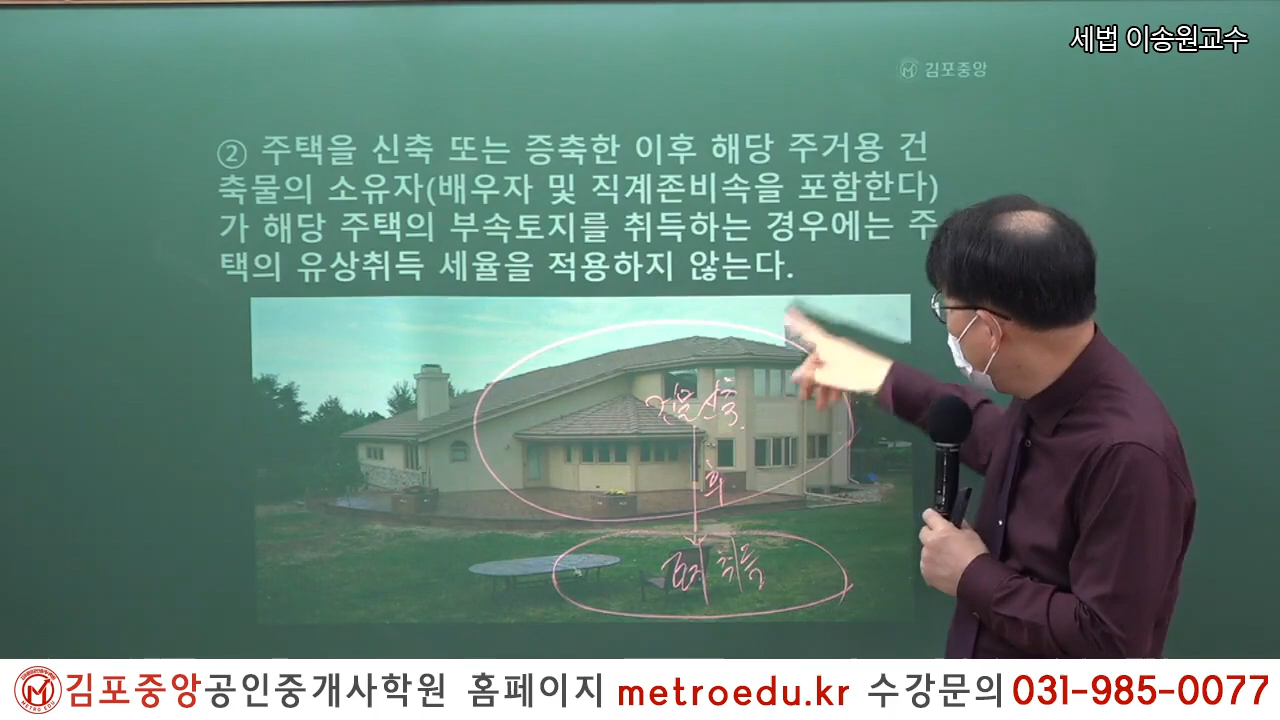 세법 이송원교수
김포중앙
② 주택을 신축 또는 증축한 이후 해당 주거용 건
축물의 소유자(배우자 및 직계존비속을 포함한다)
가 해당 주택의 부속토지를 취득하는 경우에는 주
택의 유상취득 세율을 적용하지 않는다.
건물 신축
후
토지 취득
김포중앙공인중개사학원 홈페이지 metroedu.kr 수강문의 031-985-0077
METRO EDU